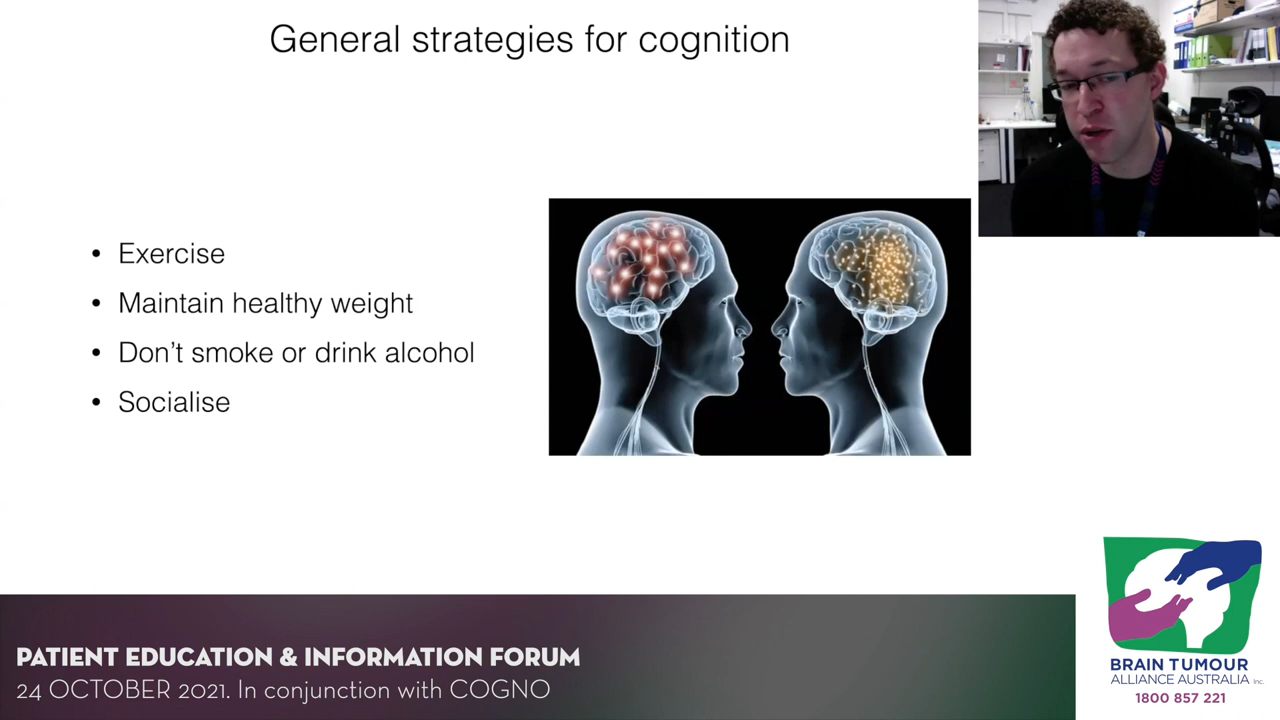 General strategies for cognition
• Exercise
• Maintain healthy weight
• Don’t smoke or drink alcohol
• Socialise
PATIENT EDUCATION & INFORMATION FORUM
24 OCTOBER 2021. In conjunction with COGNO
BRAIN TUMOUR
ALLIANCE AUSTRALIA Inc.
1800 857 221